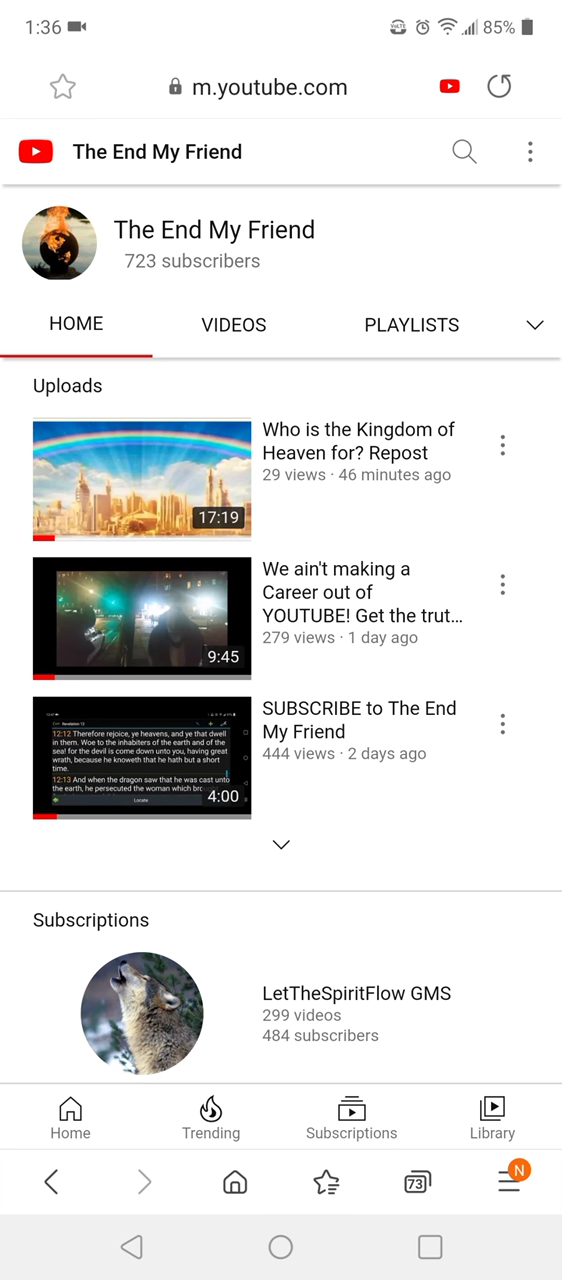 1:36
VoLTE
85%
m.youtube.com
The End My Friend
The End My Friend
723 subscribers
HOME
VIDEOS
PLAYLISTS
Uploads
Who is the Kingdom of
Heaven for? Repost
29 views · 46 minutes ago
17:19
We ain't making a
Career out of
YOUTUBE! Get the trut...
279 views · 1 day ago
9:45
SUBSCRIBE to The End
My Friend
444 views · 2 days ago
Revelation 12
12:12 Therefore rejoice, ye heavens, and ye that dwell
in them. Woe to the inhabiters of the earth and of the
sea! for the devil is come down unto you, having great
wrath, because he knoweth that he hath but a short
time.
12:13 And when the dragon saw that he was cast unto
the earth, he persecuted the woman which
Locate
4:00
Subscriptions
LetTheSpiritFlow GMS
299 videos
484 subscribers
Home
Trending
Subscriptions
Library
73
N